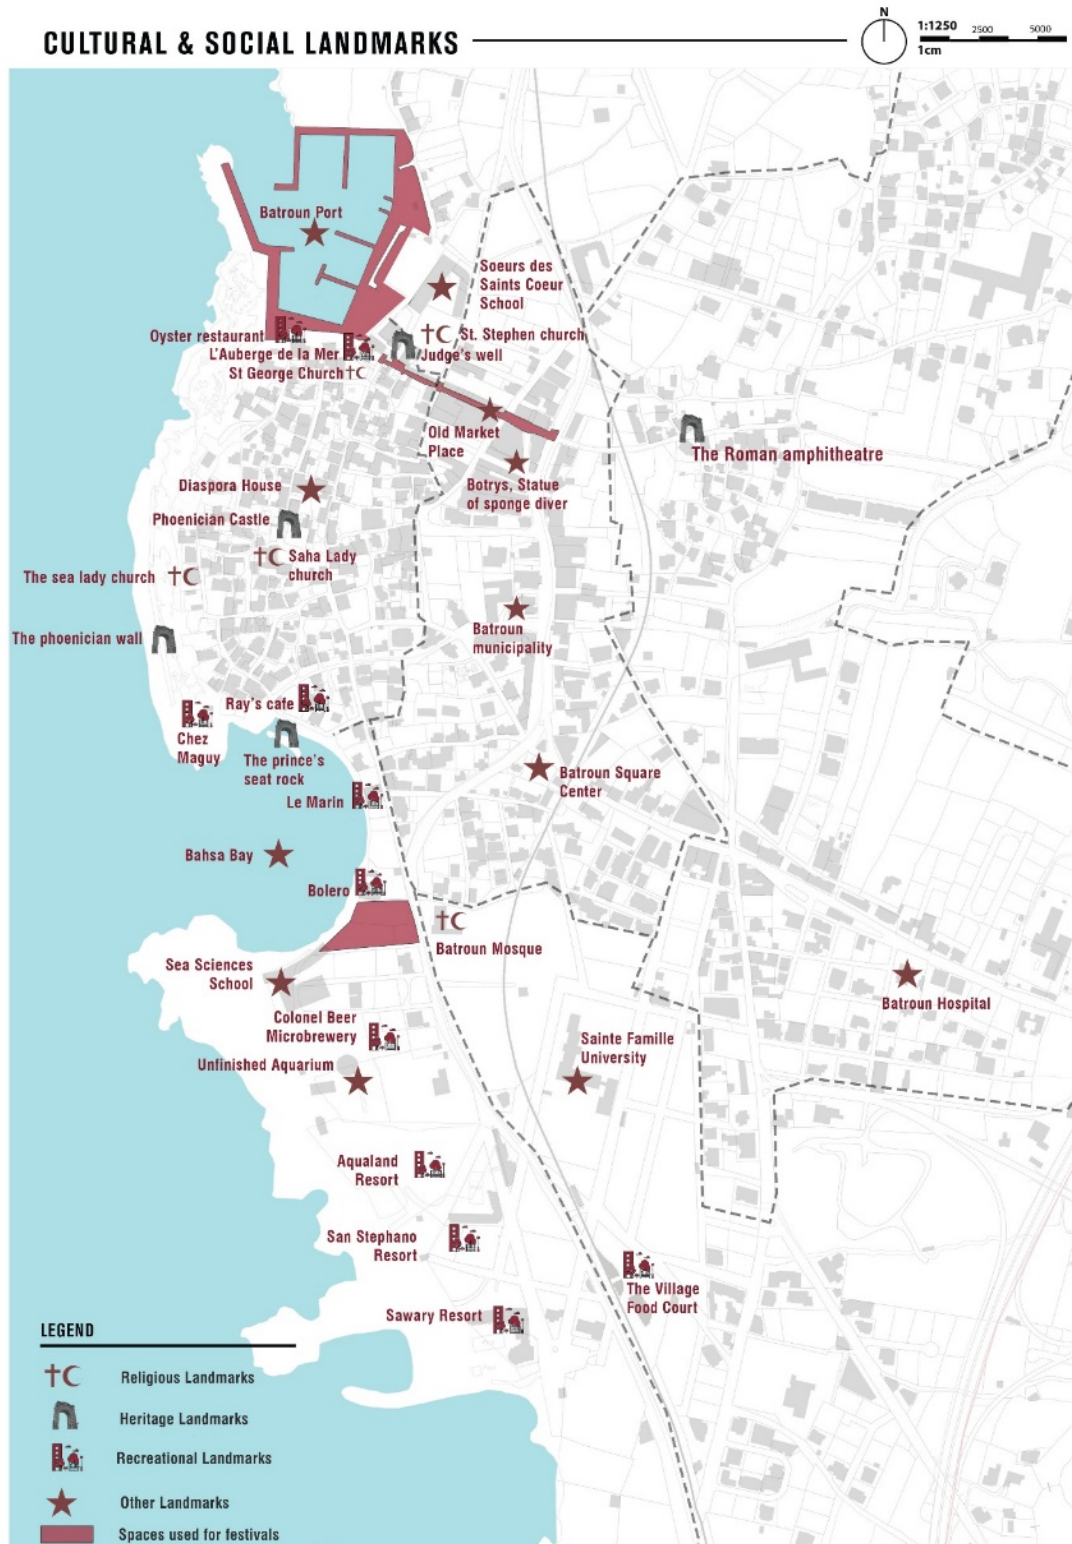 CULTURAL & SOCIAL LANDMARKS
N
1:1250
2500
5000
1cm
Batroun Port
Soeurs des
Saints Coeur
School
Oyster restaurant
St. Stephen church
L'Auberge de la Mer
Judge's well
St George Church
Old Market
Place
The Roman amphitheatre
Diaspora House
Botrys, Statue
of sponge diver
Phoenician Castle
Saha Lady
church
The sea lady church
Batroun
municipality
The phoenician wall
Ray's cafe
Chez
Maguy
The prince's
seat rock
Batroun Square
Center
Le Marin
Bahsa Bay
Bolero
Batroun Mosque
Sea Sciences
School
Batroun Hospital
Colonel Beer
Microbrewery
Sainte Famille
University
Unfinished Aquarium
Aqualand
Resort
San Stephano
Resort
The Village
Food Court
Sawary Resort
LEGEND
Religious Landmarks
Heritage Landmarks
Recreational Landmarks
Other Landmarks
Spaces used for festivals